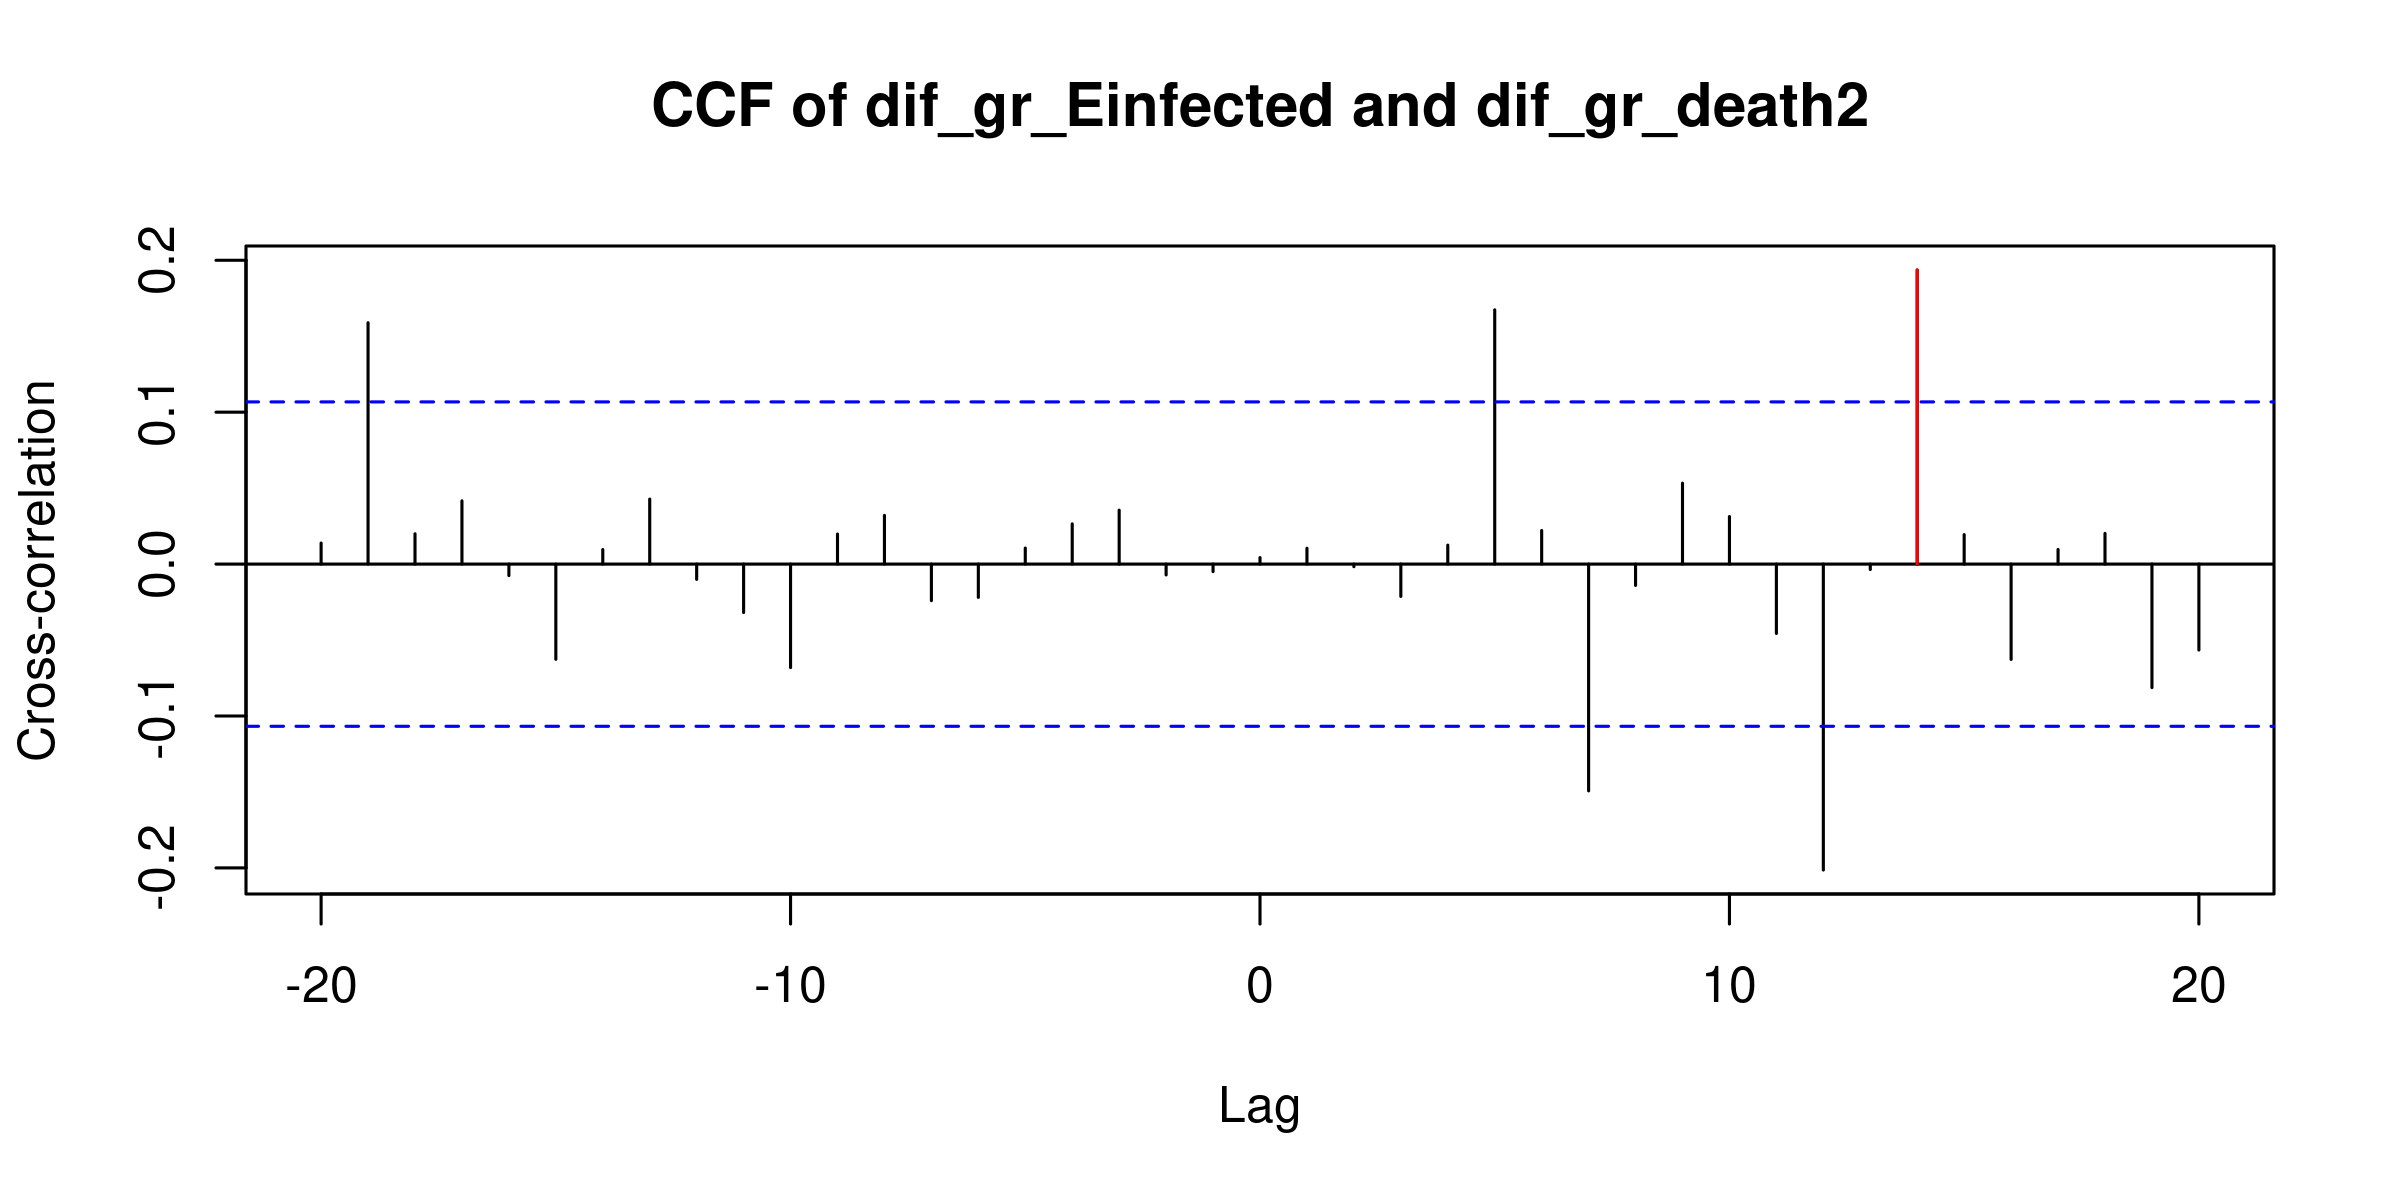 CCF of dif_gr_Einfected and dif_gr_death2
Cross-correlation
0.2
0.1
0.0
-0.1
-0.2
-20 -10 0 10 20
Lag